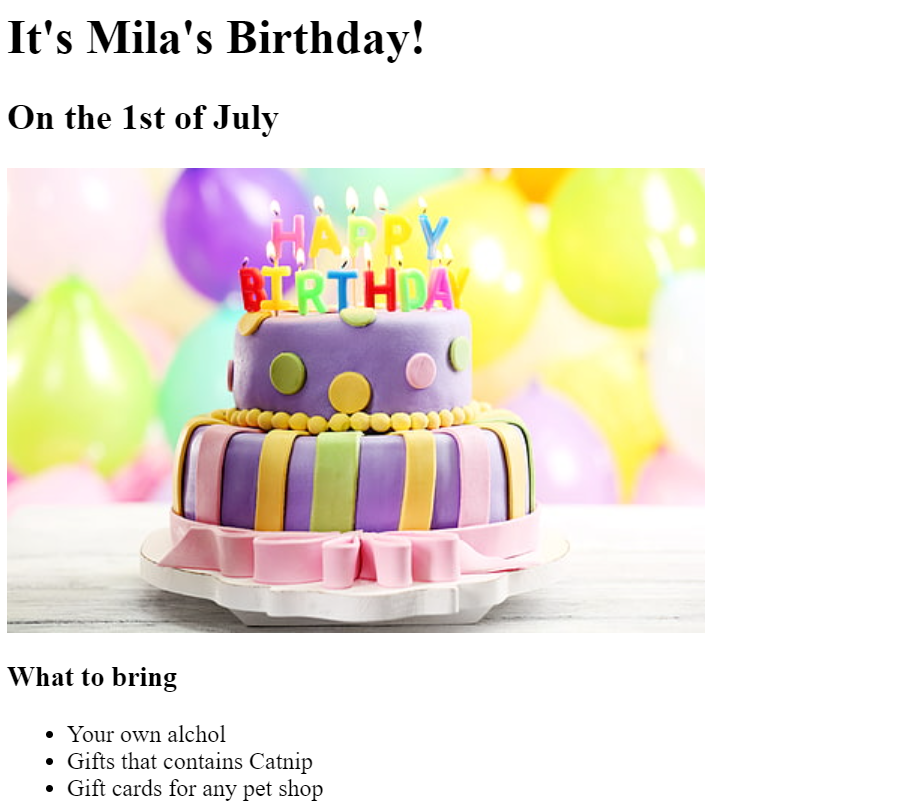 It's Mila's Birthday!
On the 1st of July
HAPPY
BIRTHDAY
What to bring
Your own alchol
Gifts that contains Catnip
Gift cards for any pet shop